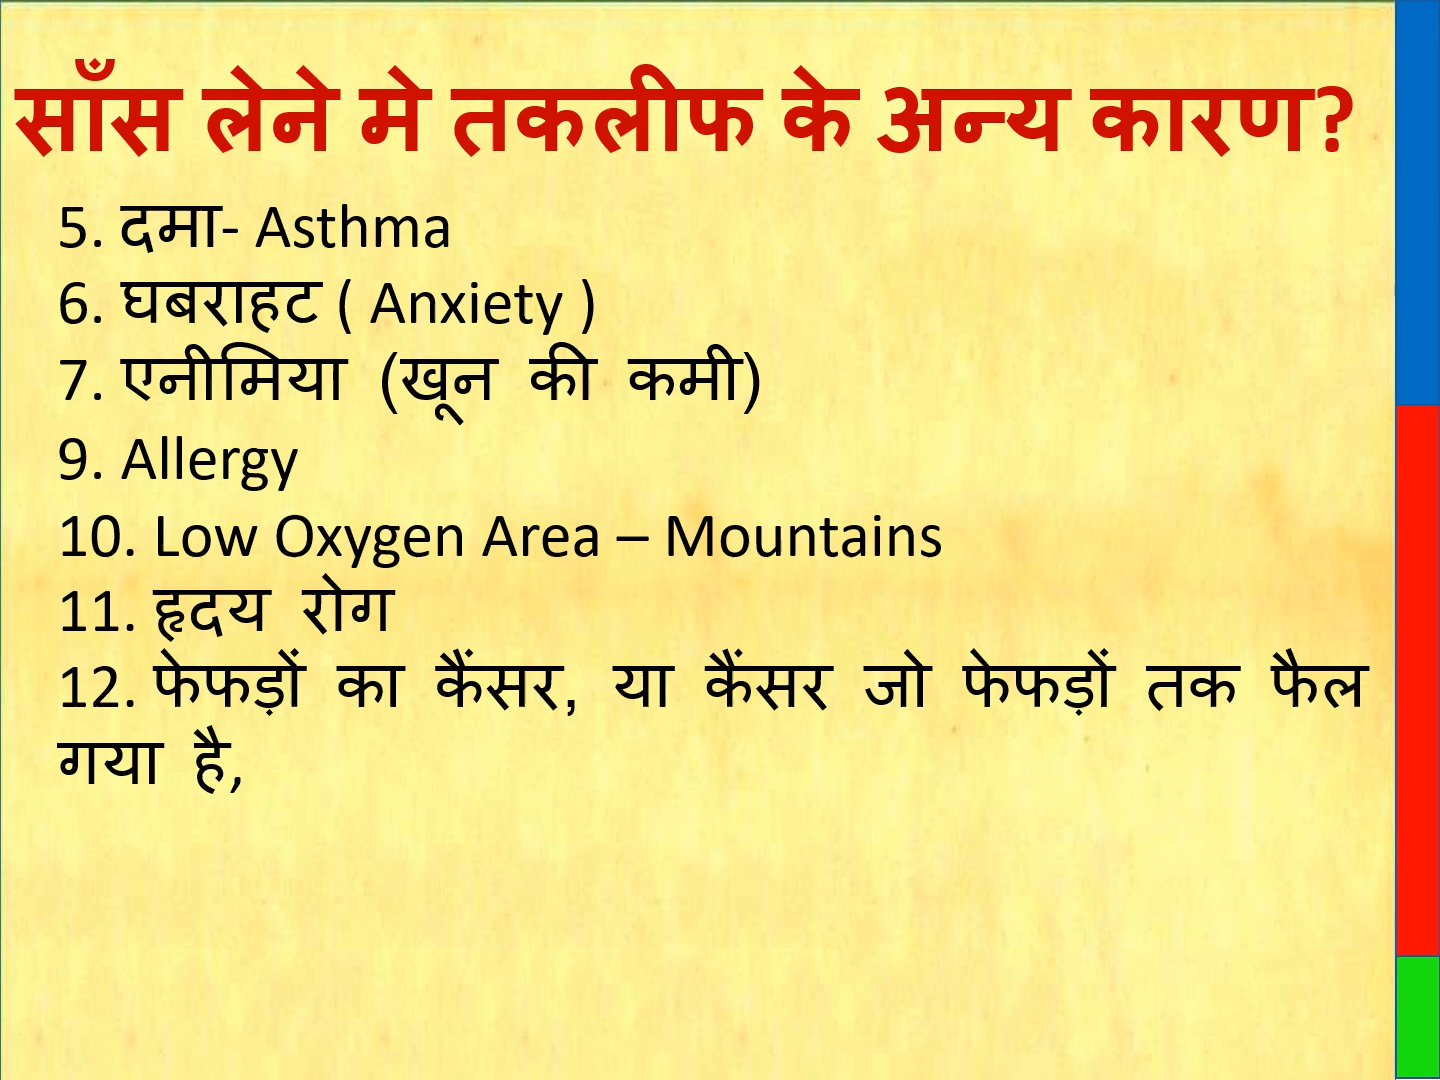 साँस लेने मे तकलीफ के अन्य कारण?
5. दमा- Asthma
6. घबराहट ( Anxiety )
7. एनीमिया (खून की कमी)
9. Allergy
10. Low Oxygen Area – Mountains
11. हृदय रोग
12. फेफड़ों का कैंसर, या कैंसर जो फेफड़ों तक फैल
गया है,